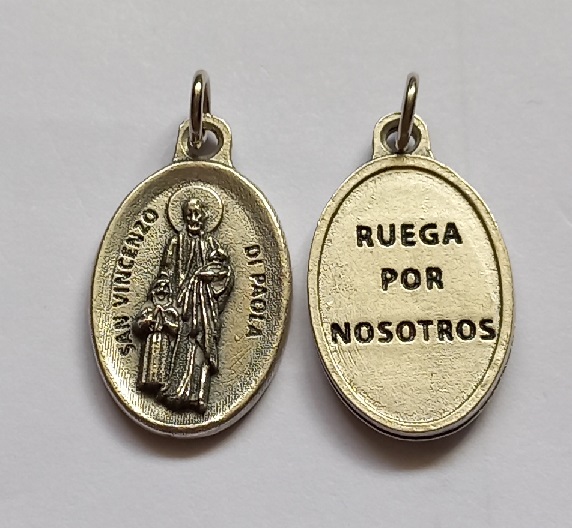 SAN VINCENZO
DI PAOLA
RUEGA
POR
NOSOTROS